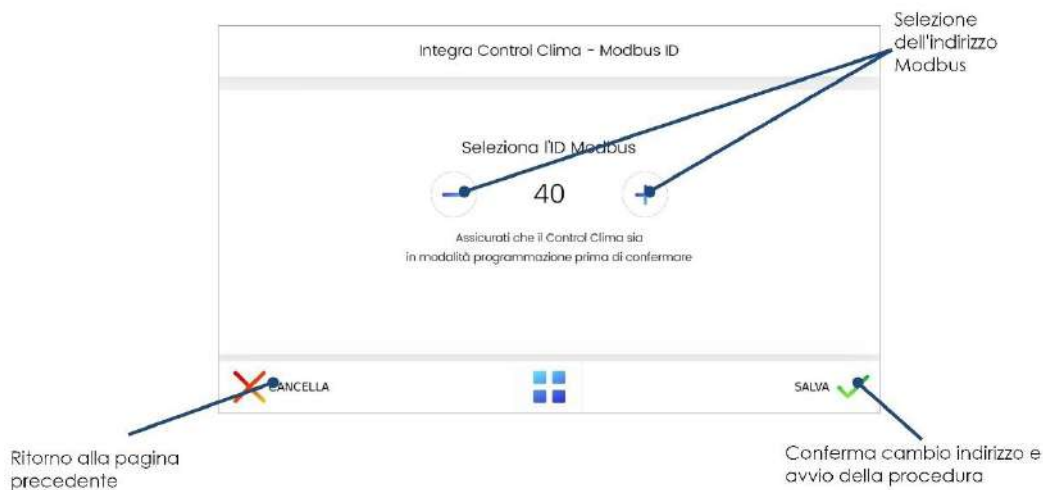 Selezione
dell'indirizzo
Modbus
Integra Control Clima - Modbus ID
Seleziona l'ID Modbus
40
Assicurati che il Control Clima sia
in modalità programmazione prima di confermare
CANCELLA
SALVA
Ritorno alla pagina
precedente
Conferma cambio indirizzo e
avvio della procedura